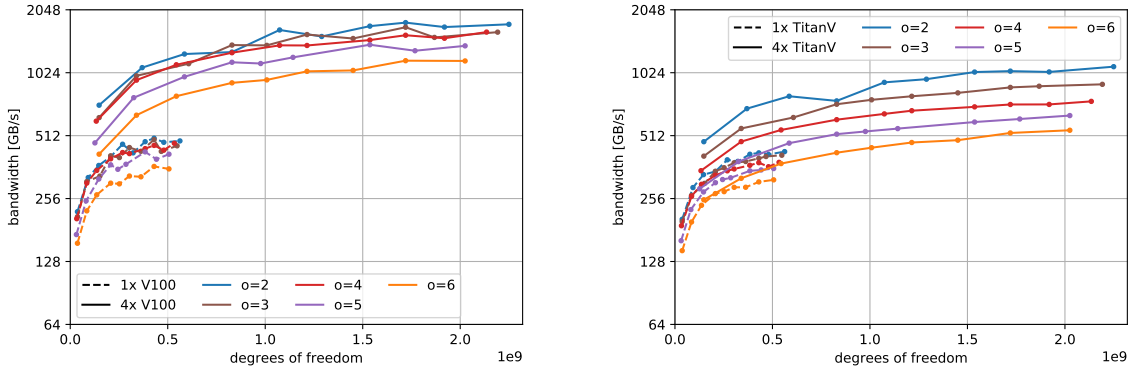 2048
1024
512
256
128
64
bandwidth [GB/s]
1x V100 o=2 o=4 o=6
4x V100 o=3 o=5
0.0 0.5 1.0 1.5 2.0
degrees of freedom 1e9
2048
1024
512
256
128
64
bandwidth [GB/s]
1x TitanV o=2 o=4 o=6
4x TitanV o=3 o=5
0.0 0.5 1.0 1.5 2.0
degrees of freedom 1e9